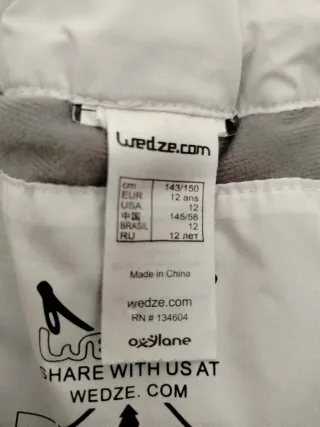 wedze.com
cm 143/150
EUR 12 ans
USA 12
中国 145/58
BRASIL 12
RU 12 лет
Made in China
wedze.com
RN # 134604
oxylane
SHARE WITH US AT
WEDZE. COM